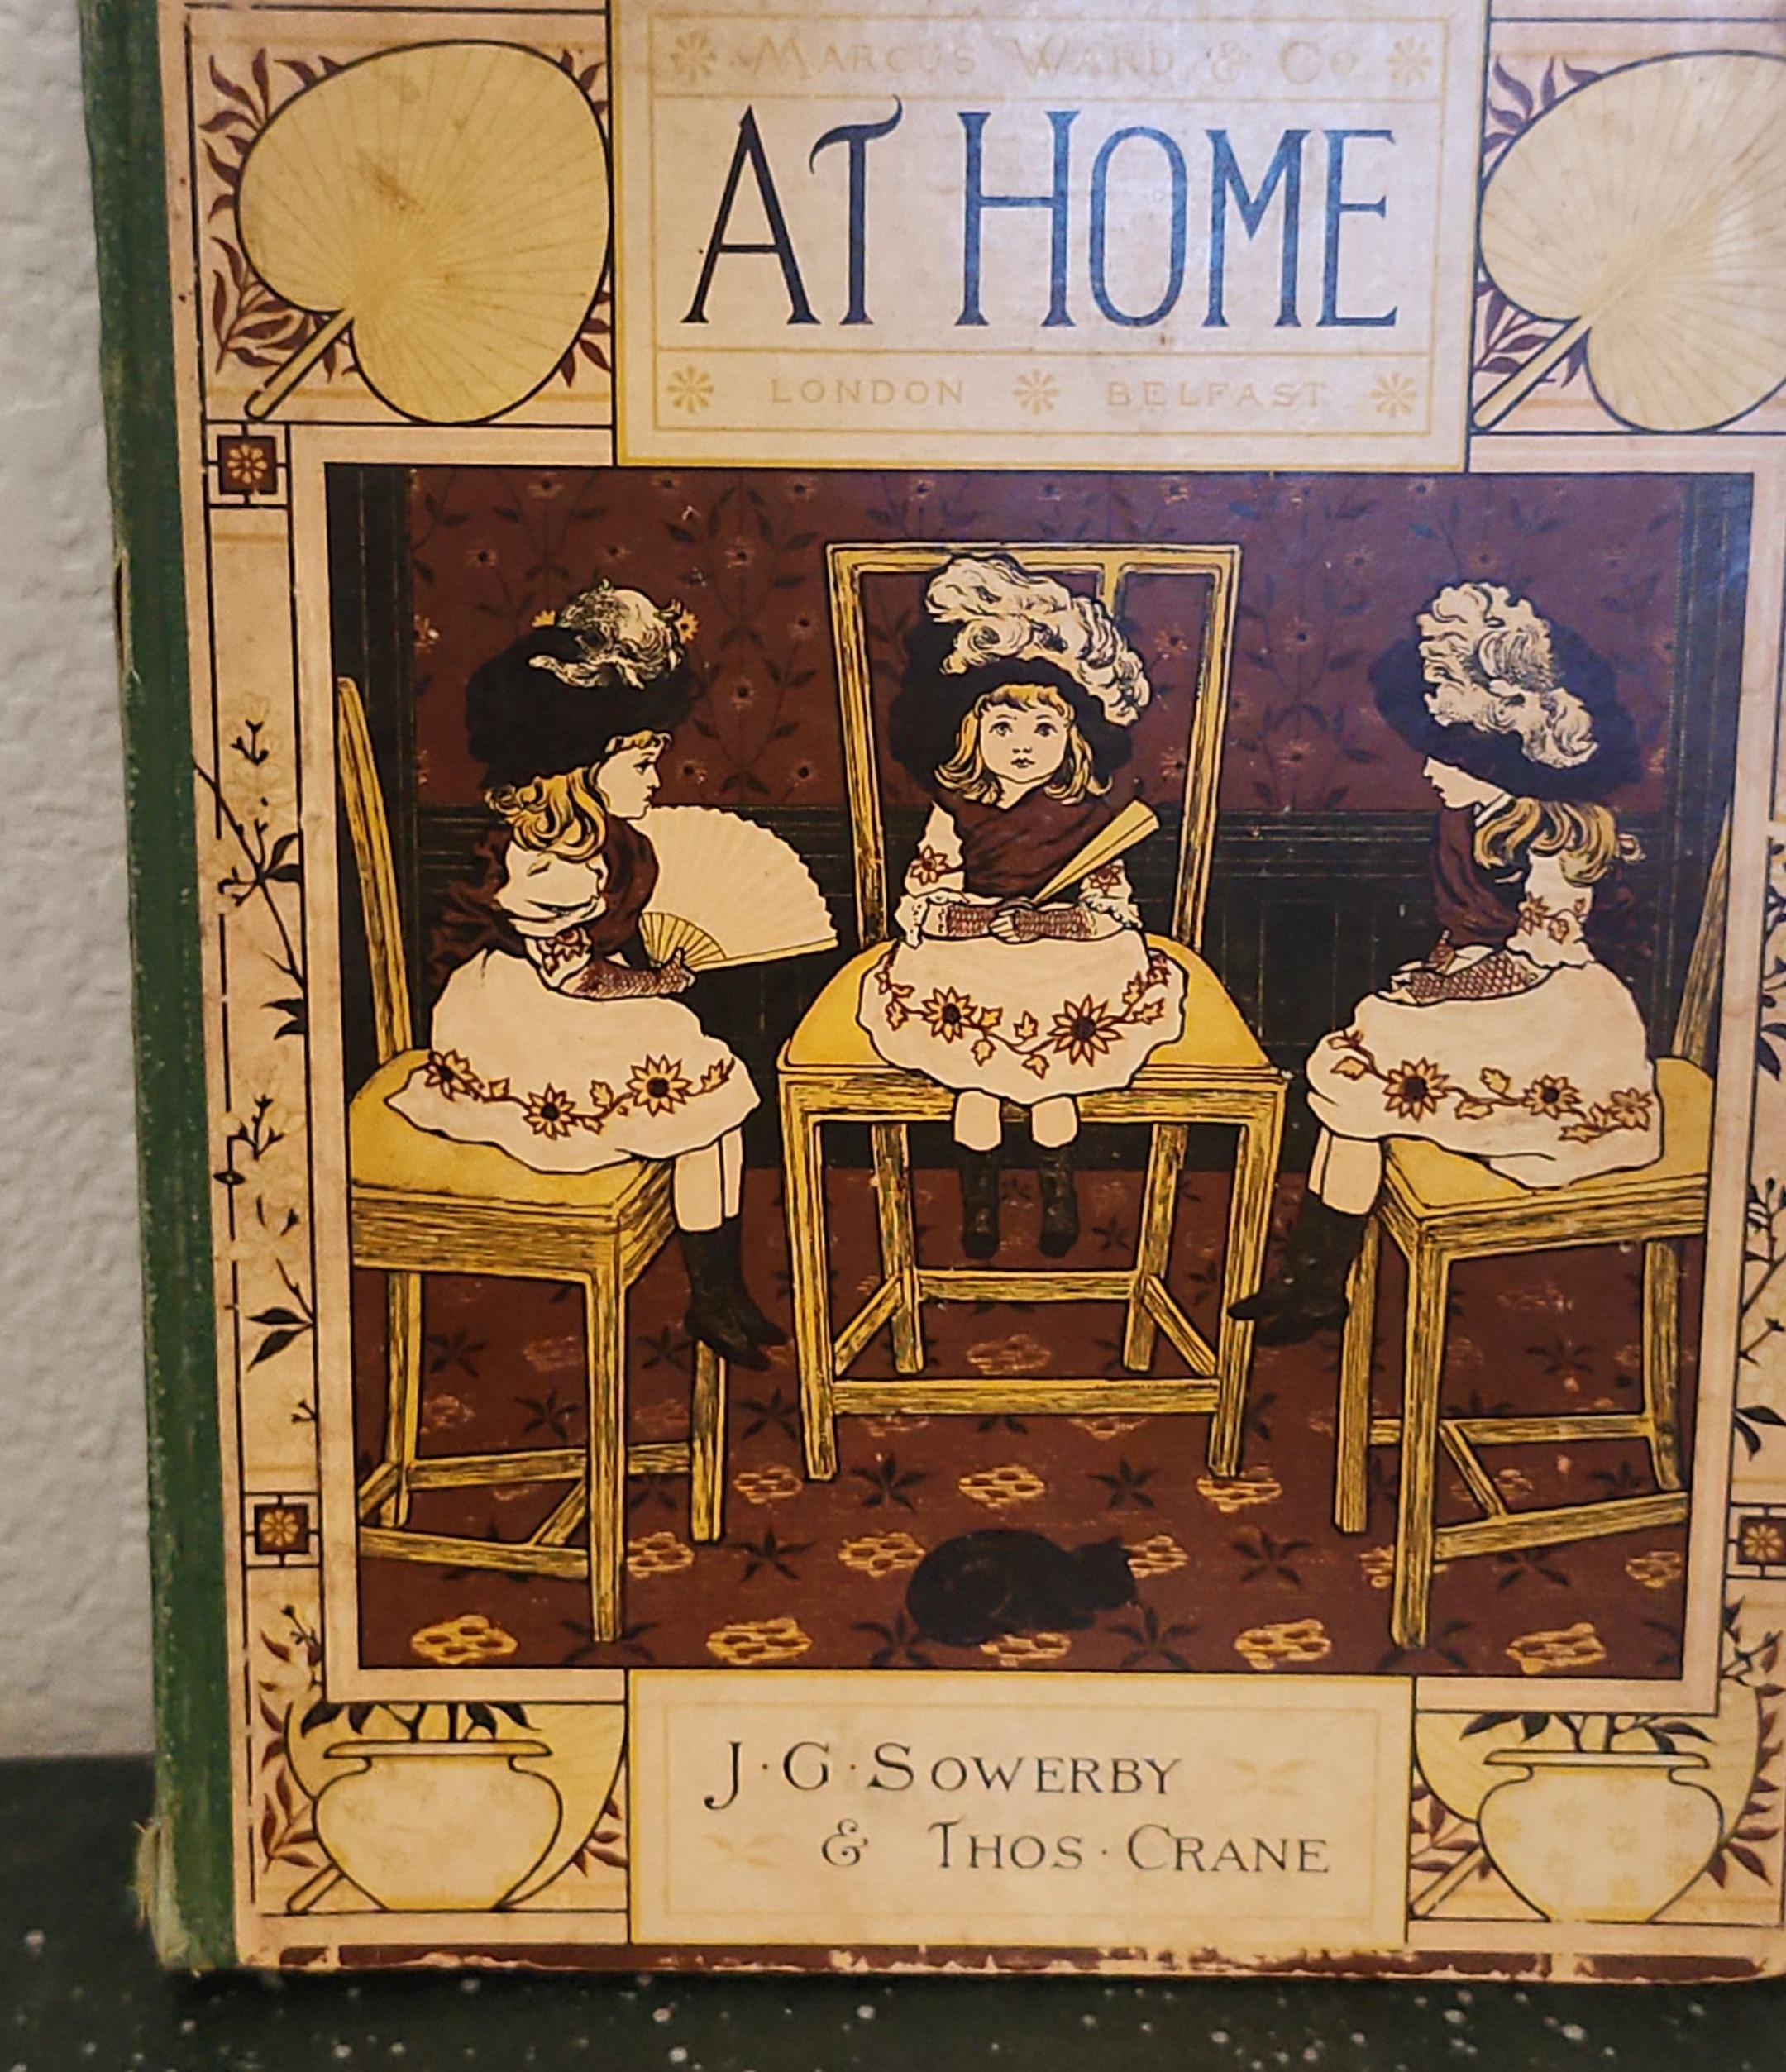 MARCUS WARD & Co
AT HOME
LONDON BELFAST
J·G·SOWERBY
& THOS·CRANE